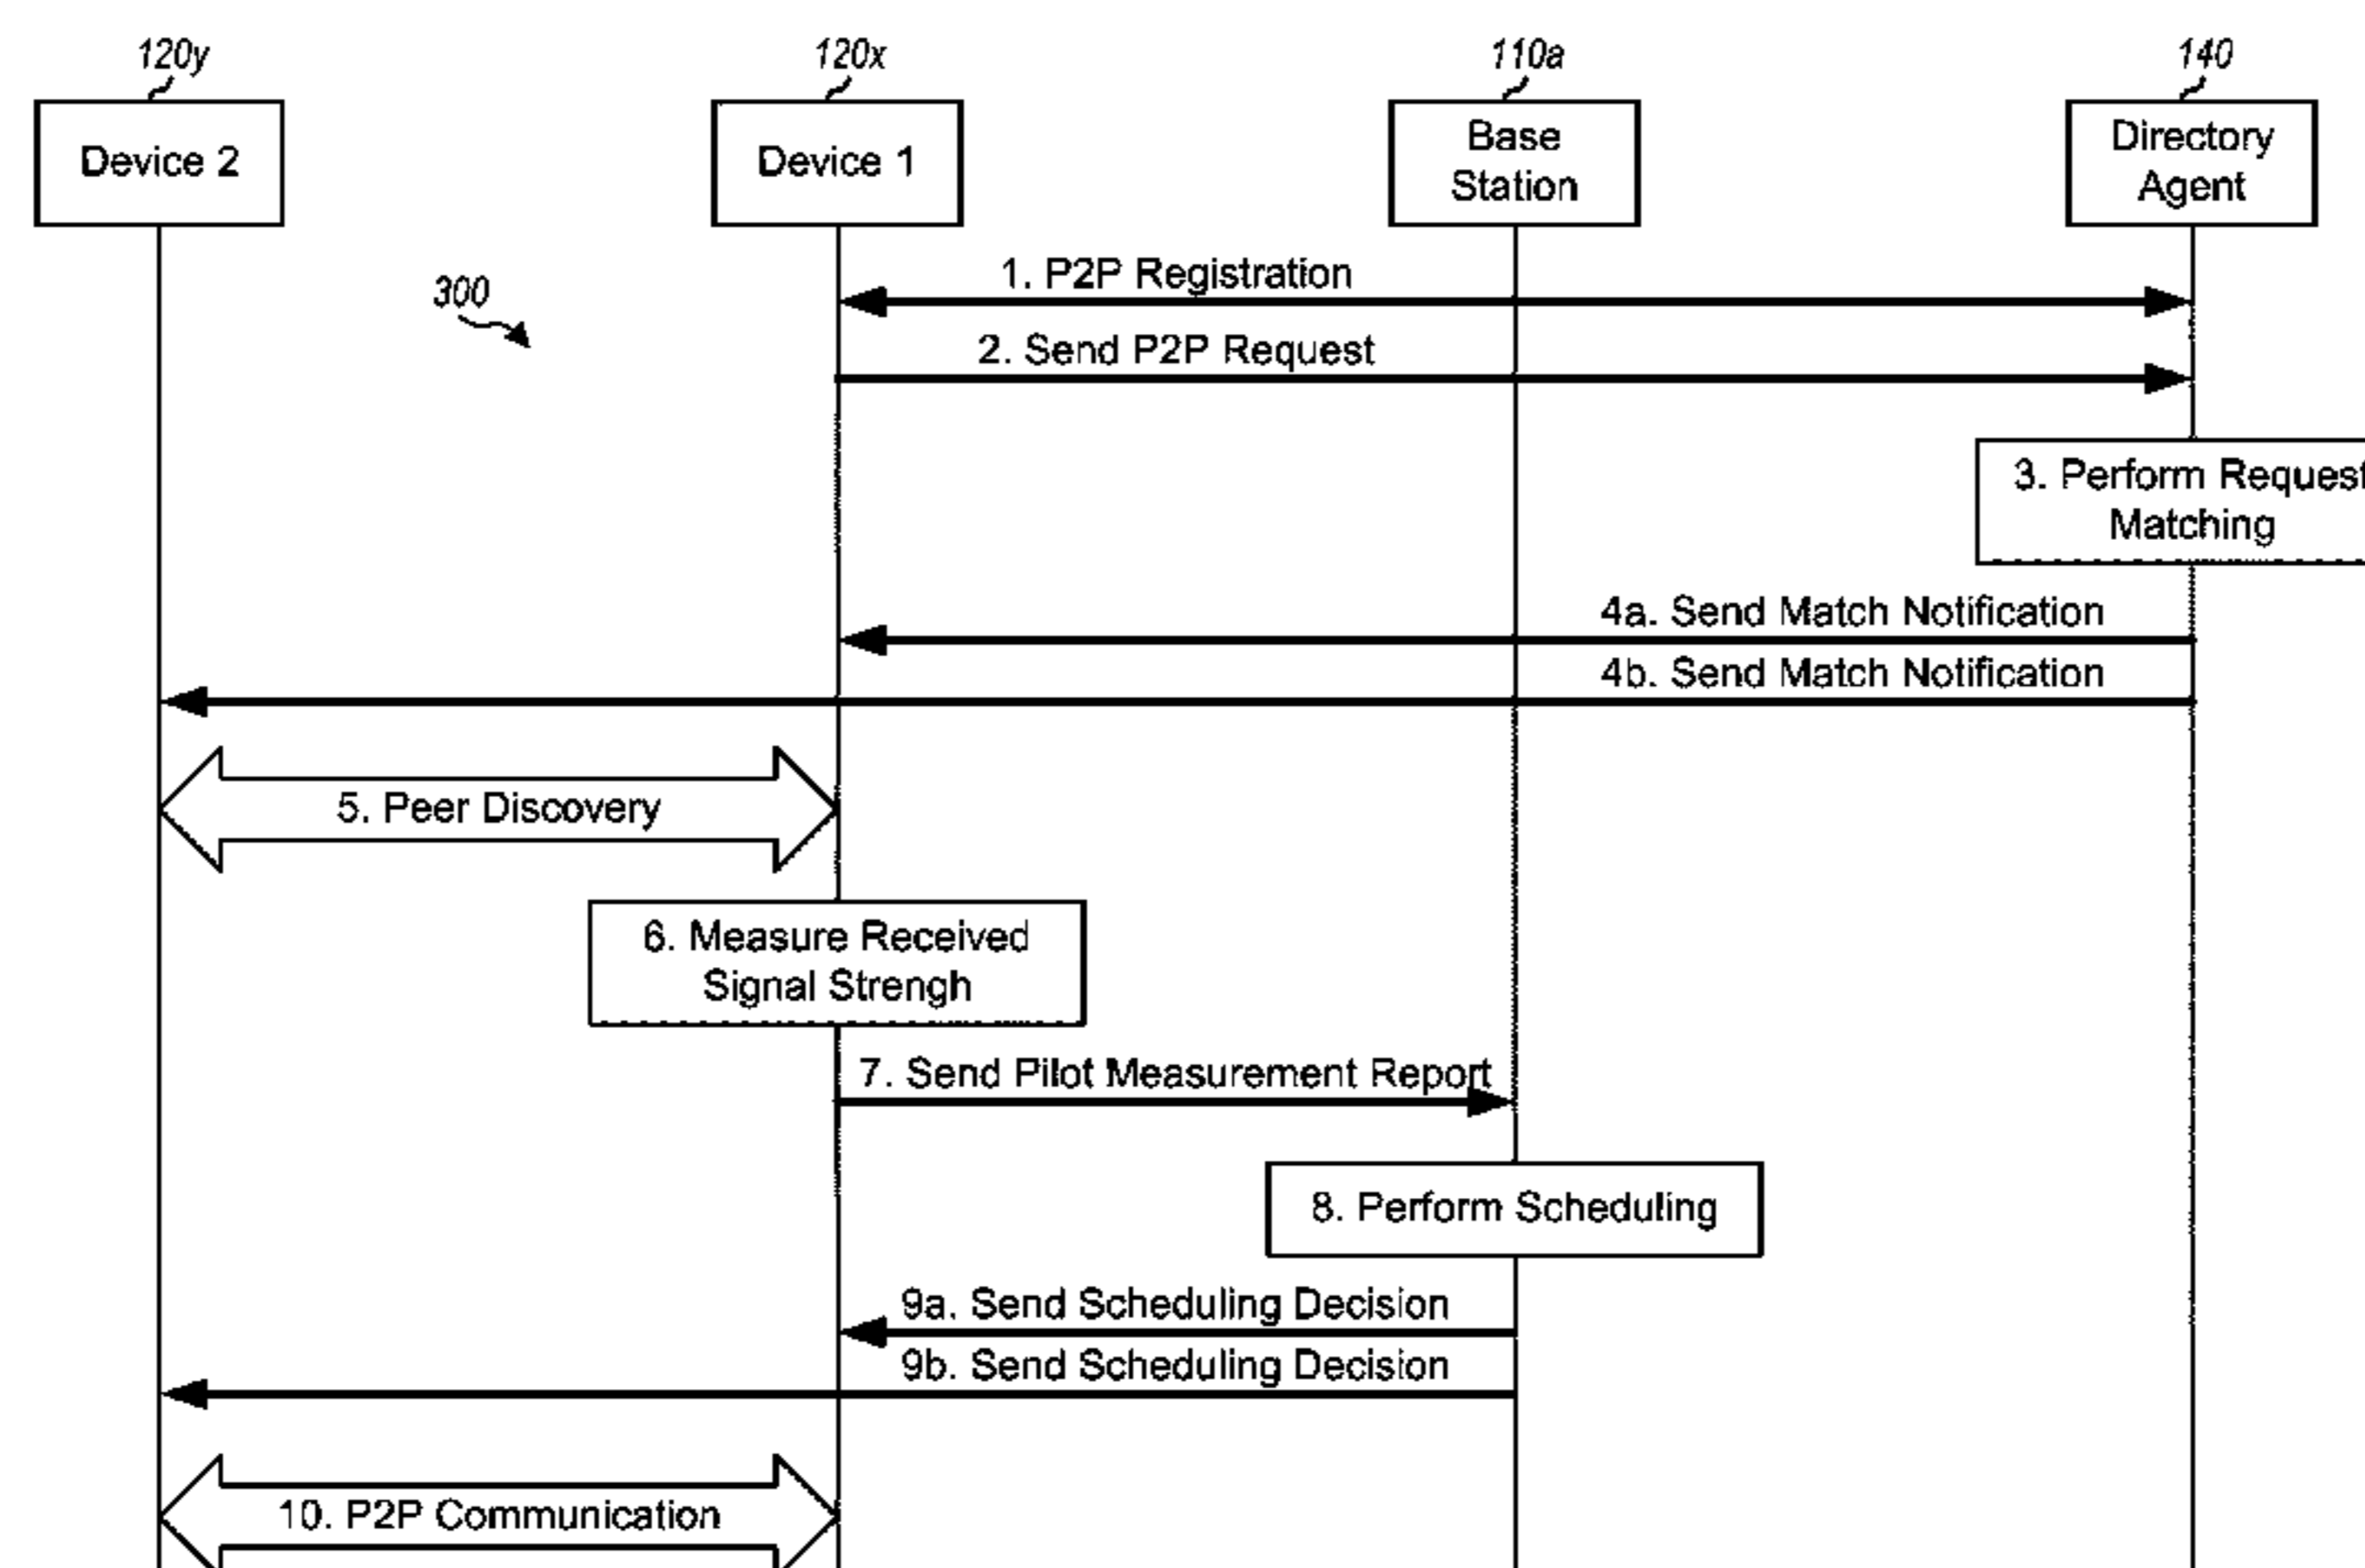 120y
120x
110a
140
Device 2
Device 1
Base
Station
Directory
Agent
300
1. P2P Registration
2. Send P2P Request
3. Perform Request
Matching
4a. Send Match Notification
4b. Send Match Notification
5. Peer Discovery
6. Measure Received
Signal Strengh
7. Send Pilot Measurement Report
8. Perform Scheduling
9a. Send Scheduling Decision
9b. Send Scheduling Decision
10. P2P Communication